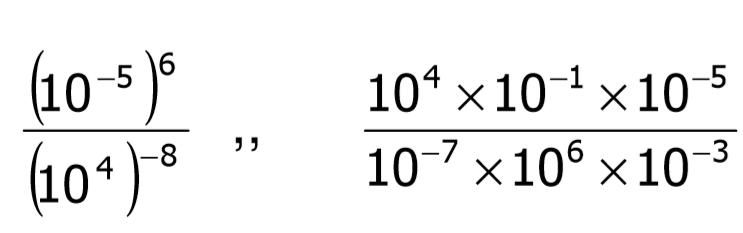 (10⁻⁵)⁶ / (10⁴)⁻⁸ ,, 10⁴ × 10⁻¹ × 10⁻⁵ / 10⁻⁷ × 10⁶ × 10⁻³